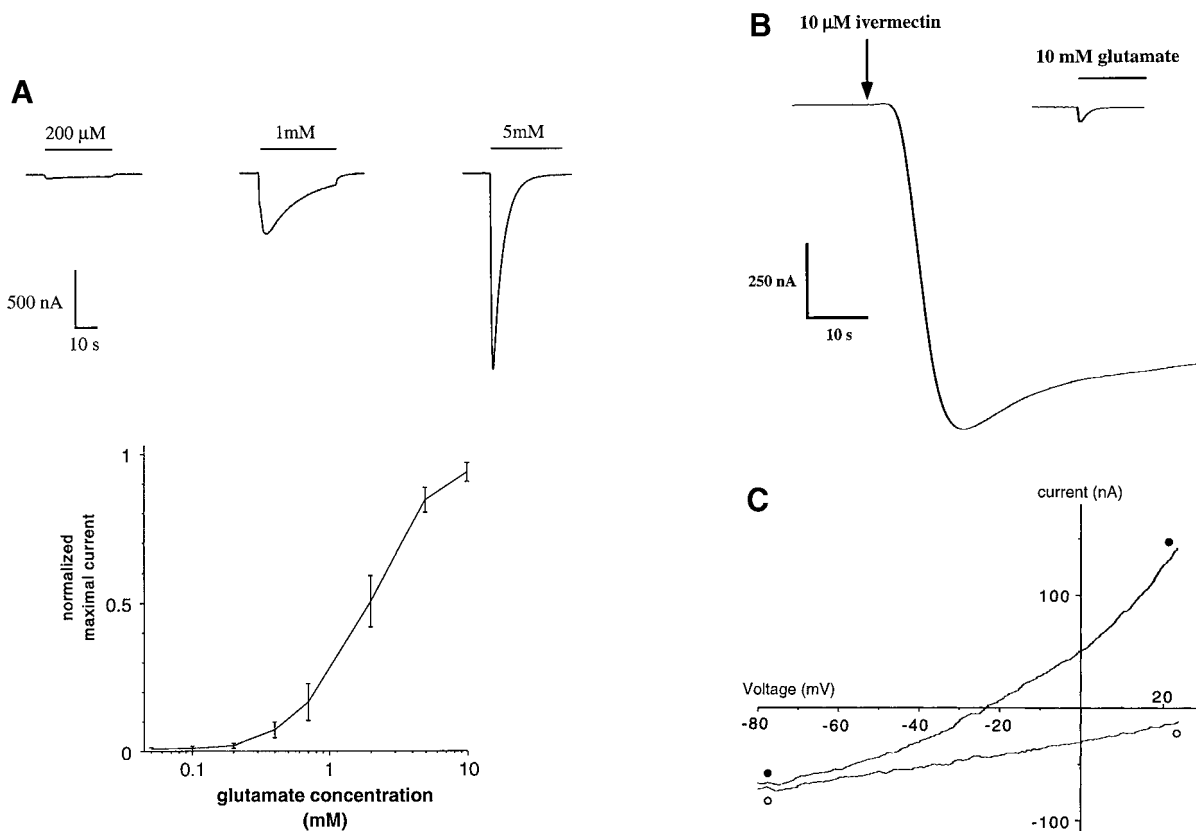 A
200 µM
1mM
5mM
500 nA
10 s
normalized
maximal current
1
0.5
0
0.1
1
10
glutamate concentration
(mM)
B
10 µM ivermectin
10 mM glutamate
250 nA
10 s
C
current (nA)
100
Voltage (mV)
20
-80
-60
-40
-20
-100